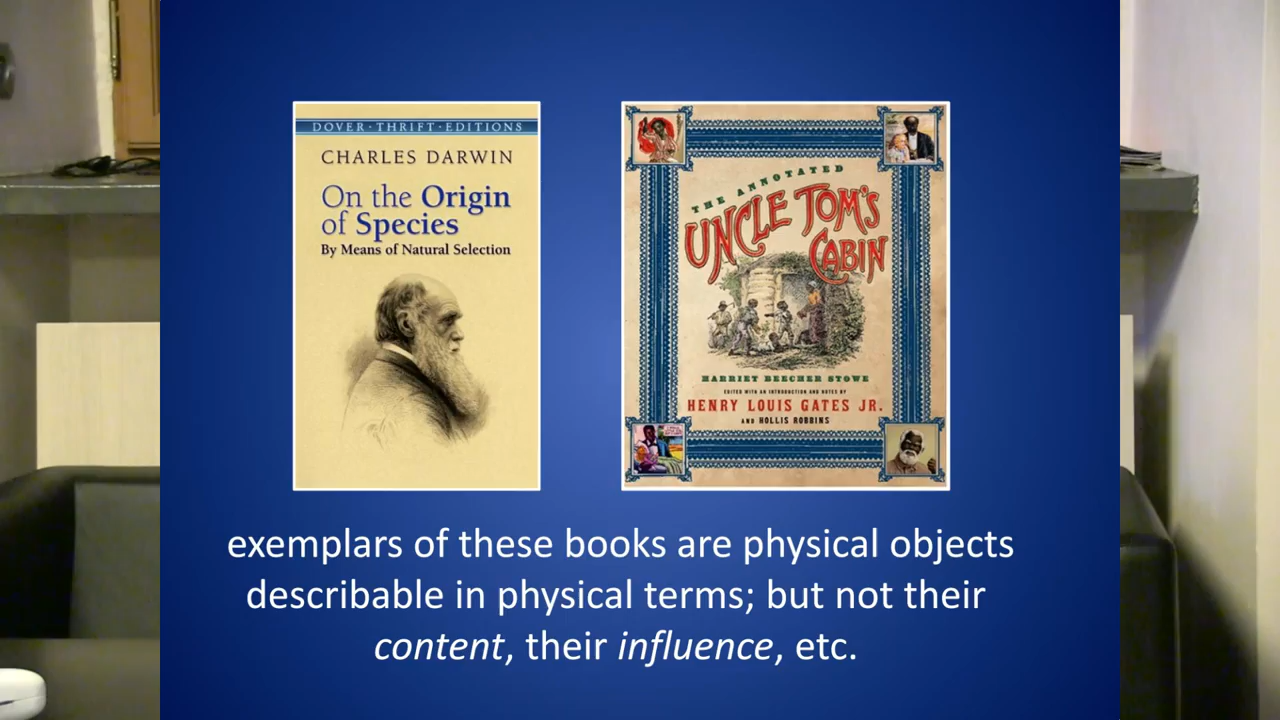 DOVER · THRIFT · EDITIONS
CHARLES DARWIN
On the Origin
of Species
By Means of Natural Selection
THE ANNOTATED
UNCLE TOM'S
CABIN
HARRIET BEECHER STOWE
EDITED WITH AN INTRODUCTION AND NOTES BY
HENRY LOUIS GATES JR.
AND HOLLIS ROBBINS
exemplars of these books are physical objects
describable in physical terms; but not their
content, their influence, etc.